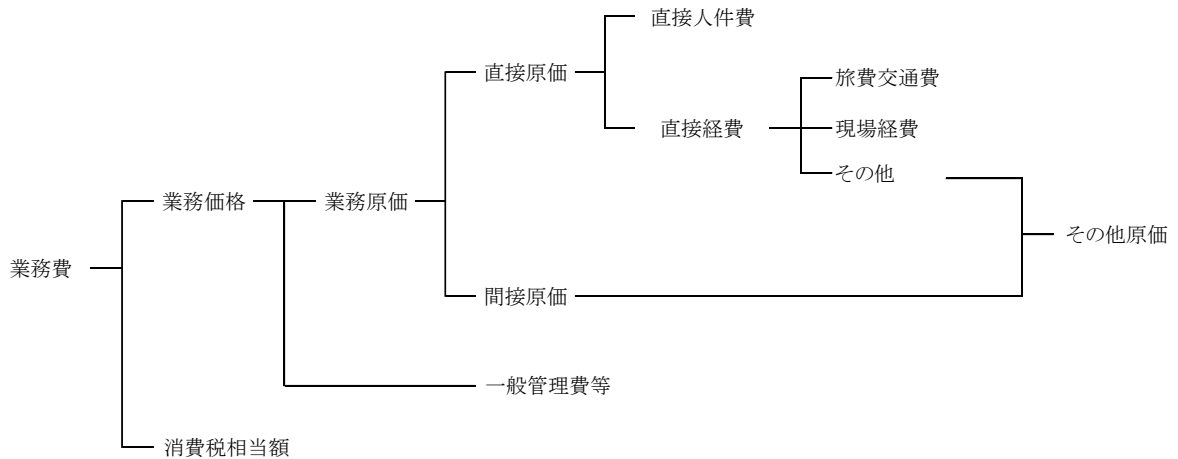 直接人件費
直接原価
旅費交通費
直接経費
現場経費
その他
業務価格
業務原価
その他原価
業務費
間接原価
一般管理費等
消費税相当額